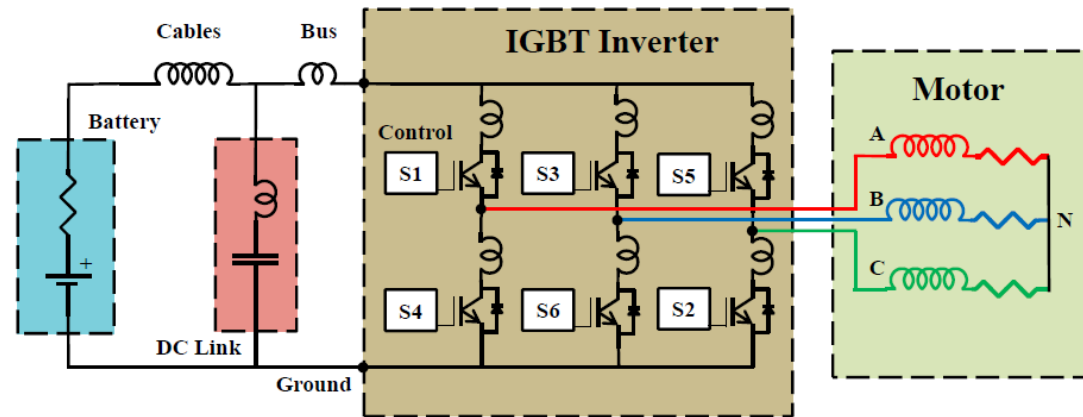 Cables
Bus
IGBT Inverter
Motor
Battery
Control
S1
S3
S5
A
B
N
C
+
S4
S6
S2
DC Link
Ground